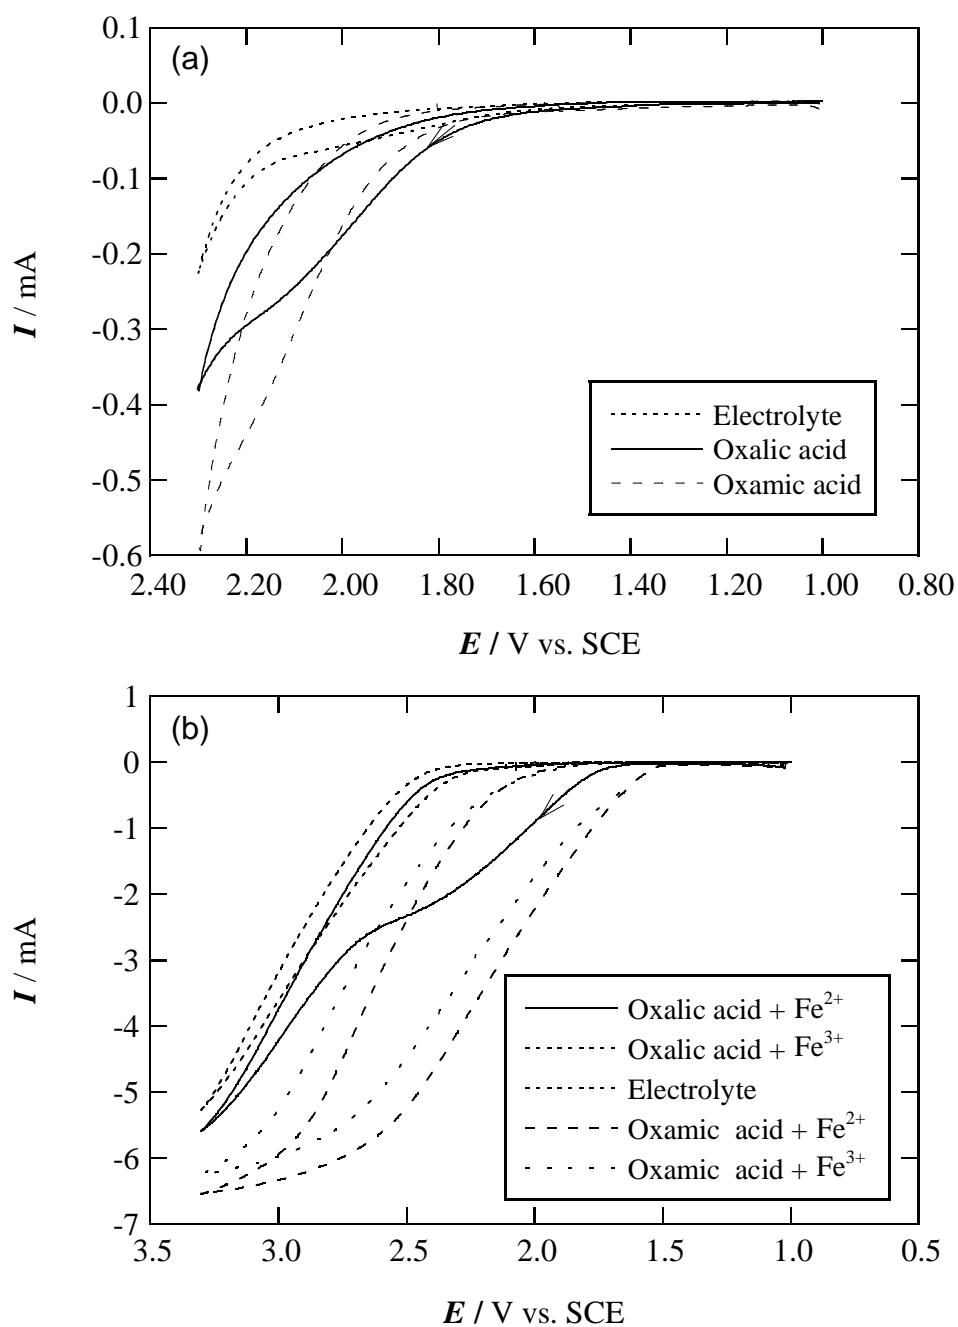 (a)
0.1
0.0
-0.1
-0.2
-0.3
-0.4
-0.5
-0.6
I / mA
Electrolyte
Oxalic acid
Oxamic acid
2.40 2.20 2.00 1.80 1.60 1.40 1.20 1.00 0.80
E / V vs. SCE
(b)
1
0
-1
-2
-3
-4
-5
-6
-7
I / mA
Oxalic acid + Fe²⁺
Oxalic acid + Fe³⁺
Electrolyte
Oxamic acid + Fe²⁺
Oxamic acid + Fe³⁺
3.5 3.0 2.5 2.0 1.5 1.0 0.5
E / V vs. SCE